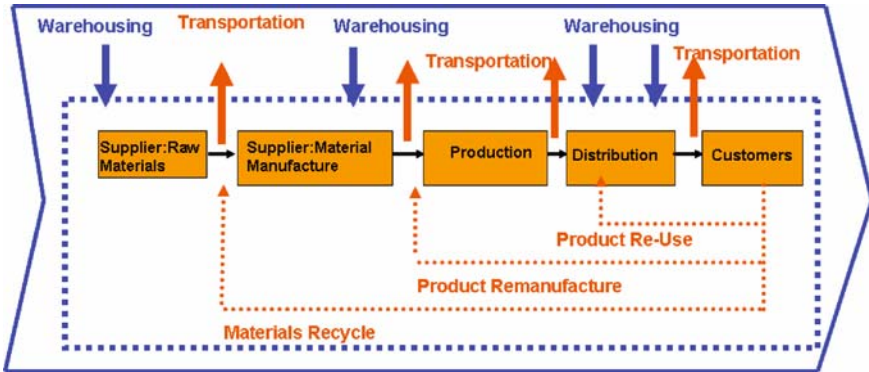 Warehousing
Transportation
Warehousing
Transportation
Warehousing
Transportation
Supplier:Raw
Materials
Supplier:Material
Manufacture
Production
Distribution
Customers
Product Re-Use
Product Remanufacture
Materials Recycle